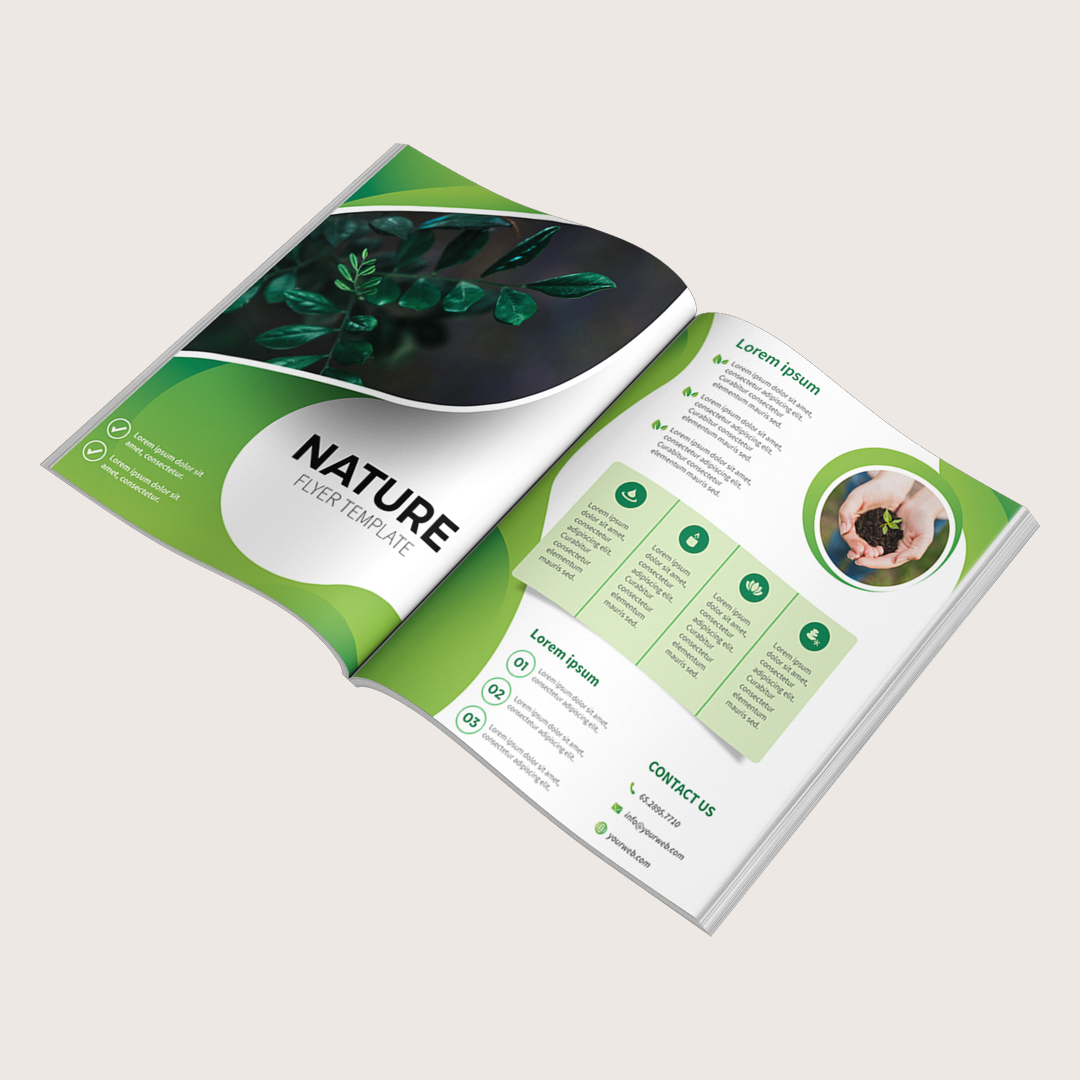 Lorem ipsum dolor sit
amet, consectetur.
Lorem ipsum dolor sit
amet, consectetur.
NATURE
FLYER TEMPLATE
Lorem ipsum
Lorem ipsum dolor sit amet,
consectetur adipiscing elit.
Curabitur consectetur
elementum mauris sed.
Lorem ipsum dolor sit amet,
consectetur adipiscing elit.
Curabitur consectetur
elementum mauris sed.
Lorem ipsum dolor sit amet,
consectetur adipiscing elit.
Curabitur consectetur
elementum mauris sed.
Lorem ipsum
dolor sit amet,
consectetur
adipiscing elit.
Curabitur
consectetur
elementum
mauris sed.
Lorem ipsum
dolor sit amet,
consectetur
adipiscing elit.
Curabitur
consectetur
elementum
mauris sed.
Lorem ipsum
dolor sit amet,
consectetur
adipiscing elit.
Curabitur
consectetur
elementum
mauris sed.
Lorem ipsum
dolor sit amet,
consectetur
adipiscing elit.
Curabitur
consectetur
elementum
mauris sed.
Lorem ipsum
01
Lorem ipsum dolor sit amet,
consectetur adipiscing elit.
02
Lorem ipsum dolor sit amet,
consectetur adipiscing elit.
03
Lorem ipsum dolor sit amet,
consectetur adipiscing elit.
CONTACT US
65.2895.7710
info@yourweb.com
yourweb.com